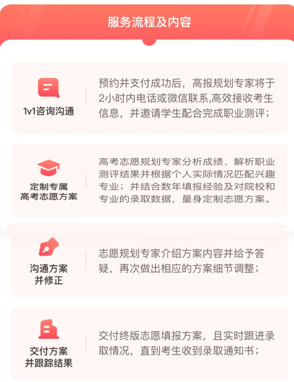 服务流程及内容
1v1咨询沟通
预约并支付成功后，高报规划专家将于
2小时内电话或微信联系,高效接收考生
信息，并邀请学生配合完成职业测评；
定制专属
高考志愿方案
高考志愿规划专家分析成绩、解析职业
测评结果并根据个人实际情况匹配兴趣
专业；并结合数年填报经验及对院校和
专业的录取数据，量身定制志愿方案。
沟通方案
并修正
志愿规划专家介绍方案内容并给予答
疑，再次做出相应的方案细节调整；
交付方案
并跟踪结果
交付终版志愿填报方案，且实时跟进录
取情况，直到考生收到录取通知书；